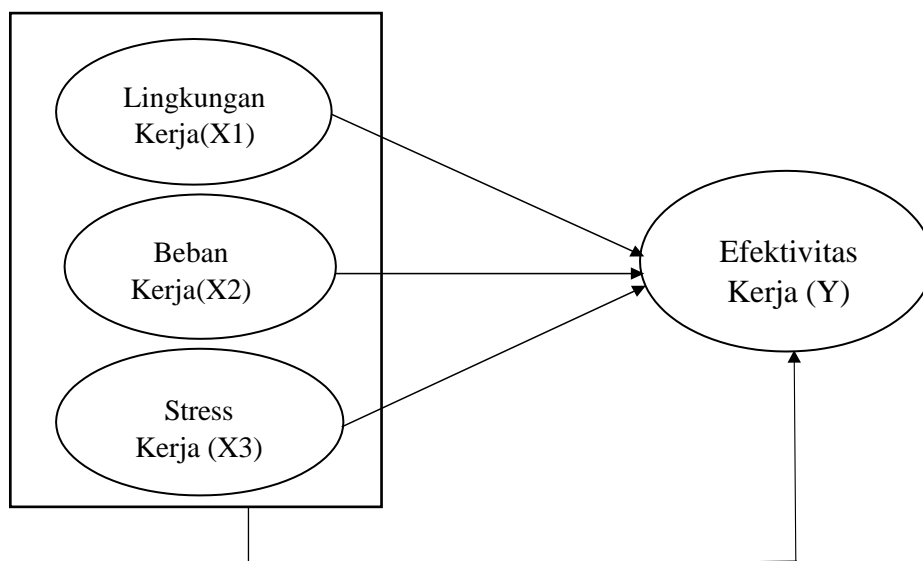 Lingkungan
Kerja(X1)
Beban
Kerja(X2)
Stress
Kerja (X3)
Efektivitas
Kerja (Y)